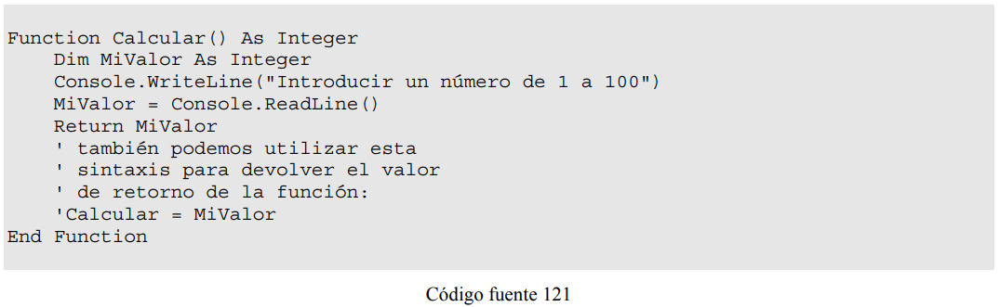 Function Calcular() As Integer
    Dim MiValor As Integer
    Console.WriteLine("Introducir un número de 1 a 100")
    MiValor = Console.ReadLine()
    Return MiValor
    ' también podemos utilizar esta
    ' sintaxis para devolver el valor
    ' de retorno de la función:
    'Calcular = MiValor
End Function
Código fuente 121